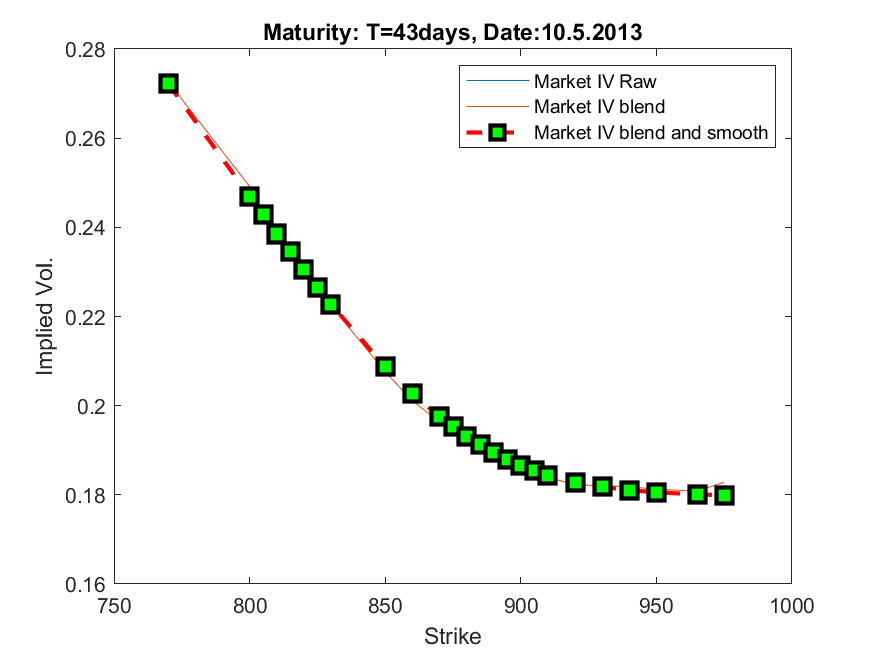 Maturity: T=43days, Date:10.5.2013
0.28
0.26
0.24
0.22
0.2
0.18
0.16
Implied Vol.
Market IV Raw
Market IV blend
Market IV blend and smooth
750 800 850 900 950 1000
Strike